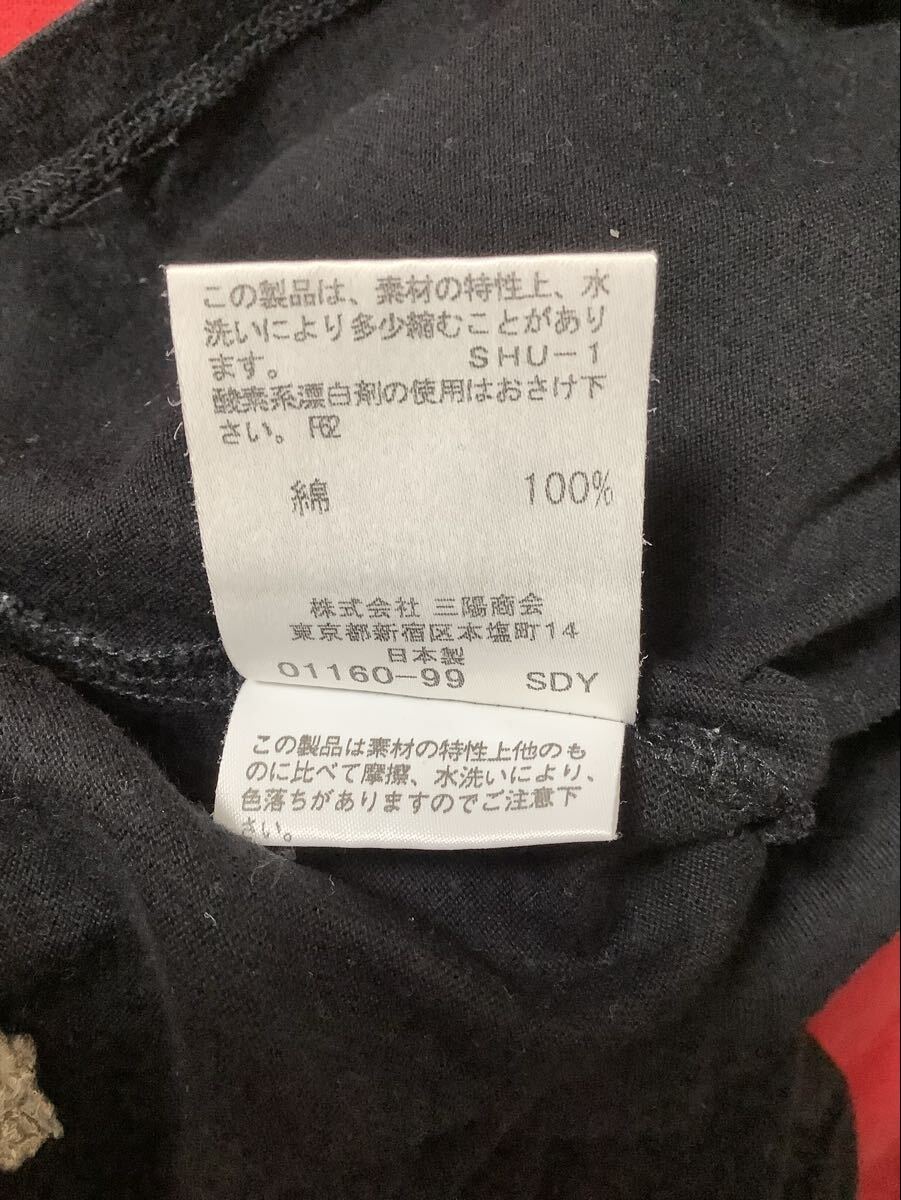 この製品は、素材の特性上、水
洗いにより多少縮むことがあり
ます。 SHU-1
酸素系漂白剤の使用はおさけ下
さい。 F62
綿 100%
株式会社 三陽商会
東京都新宿区本塩町14
日本製
01160-99 SDY
この製品は素材の特性上他のも
のに比べて摩擦、水洗いにより、
色落ちがありますのでご注意下
さい。